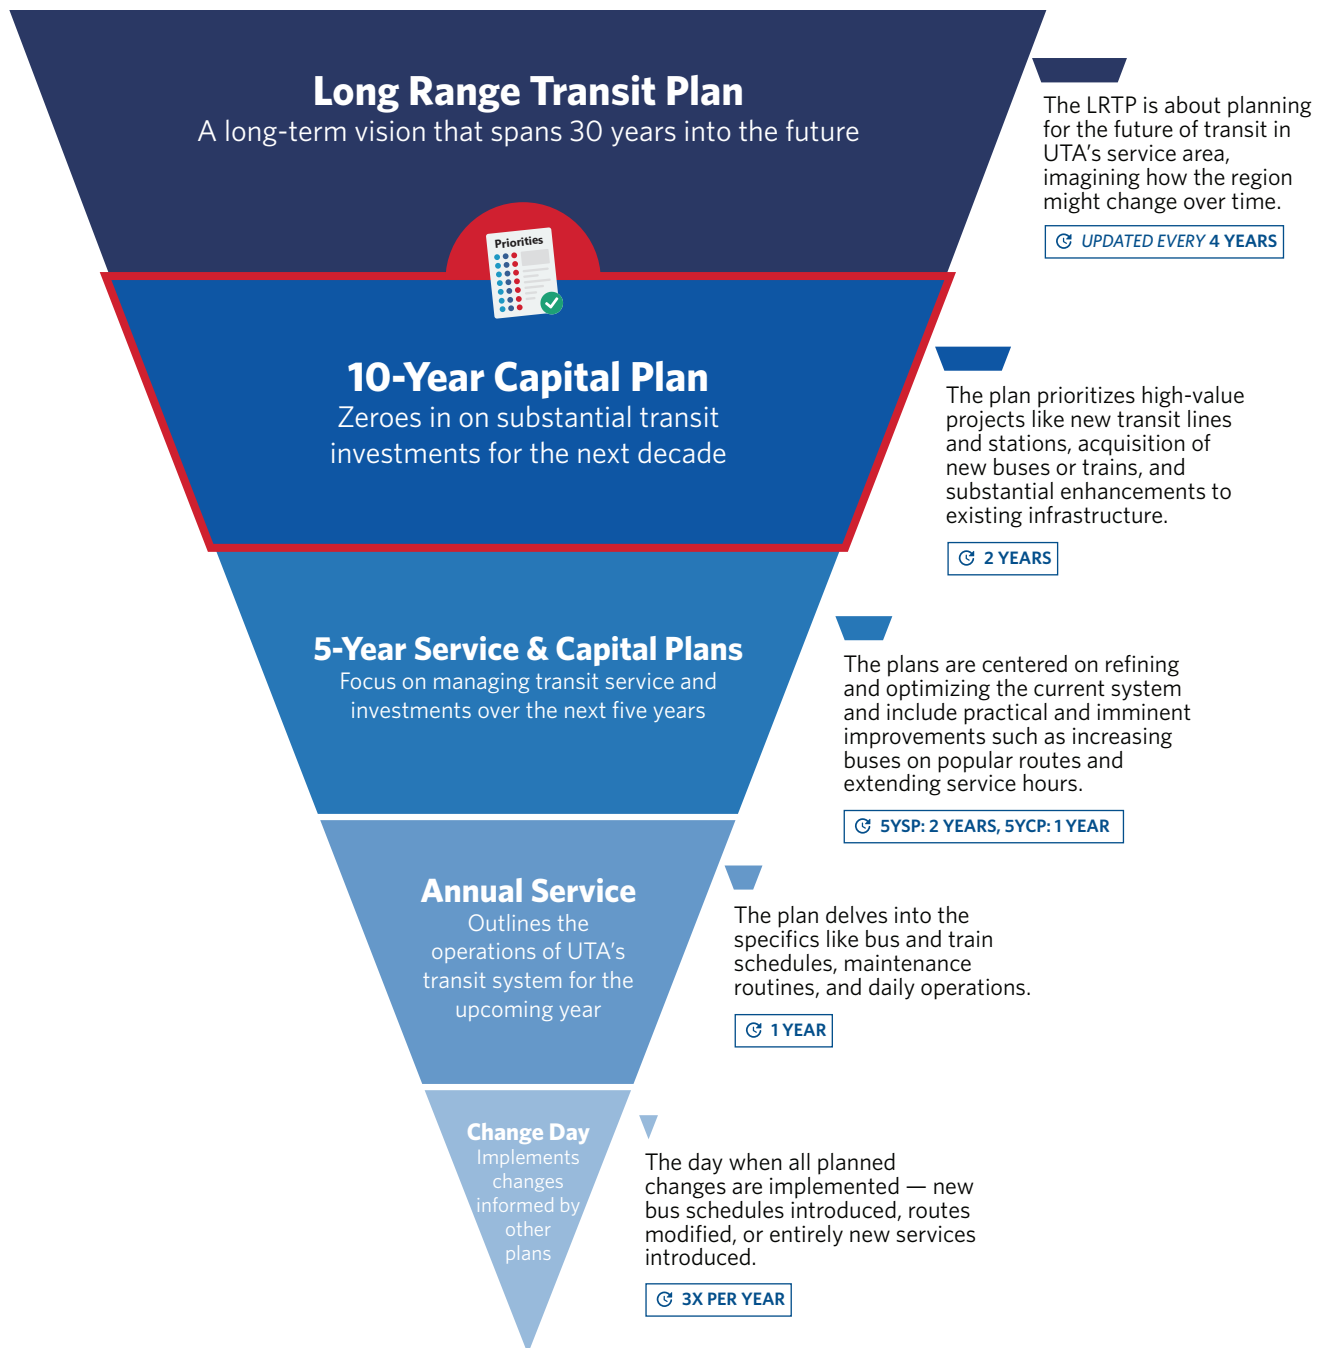 Long Range Transit Plan
A long-term vision that spans 30 years into the future
The LRTP is about planning
for the future of transit in
UTA's service area,
imagining how the region
might change over time.
UPDATED EVERY 4 YEARS
Priorities
10-Year Capital Plan
Zeroes in on substantial transit
investments for the next decade
The plan prioritizes high-value
projects like new transit lines
and stations, acquisition of
new buses or trains, and
substantial enhancements to
existing infrastructure.
2 YEARS
5-Year Service & Capital Plans
Focus on managing transit service and
investments over the next five years
The plans are centered on refining
and optimizing the current system
and include practical and imminent
improvements such as increasing
buses on popular routes and
extending service hours.
5YSP: 2 YEARS, 5YCP: 1 YEAR
Annual Service
Outlines the
operations of UTA's
transit system for the
upcoming year
The plan delves into the
specifics like bus and train
schedules, maintenance
routines, and daily operations.
1 YEAR
Change Day
Implements
changes
informed by
other
plans
The day when all planned
changes are implemented — new
bus schedules introduced, routes
modified, or entirely new services
introduced.
3X PER YEAR